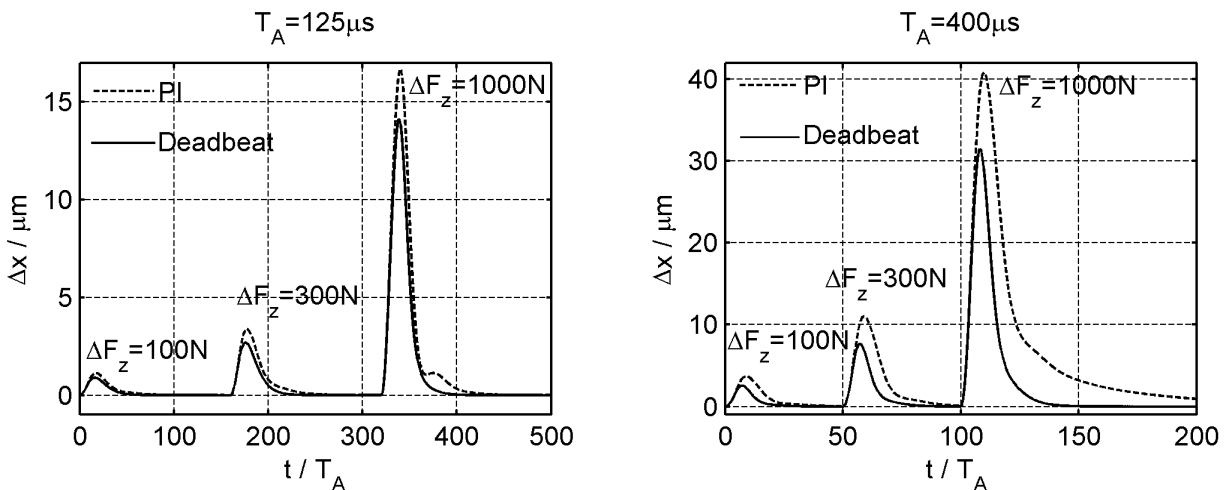 T_A=125μs
PI
Deadbeat
ΔF_z=1000N
ΔF_z=300N
ΔF_z=100N
15
10
5
0
Δx / μm
0 100 200 300 400 500
t / T_A
T_A=400μs
PI
Deadbeat
ΔF_z=1000N
ΔF_z=300N
ΔF_z=100N
40
30
20
10
0
Δx / μm
0 50 100 150 200
t / T_A